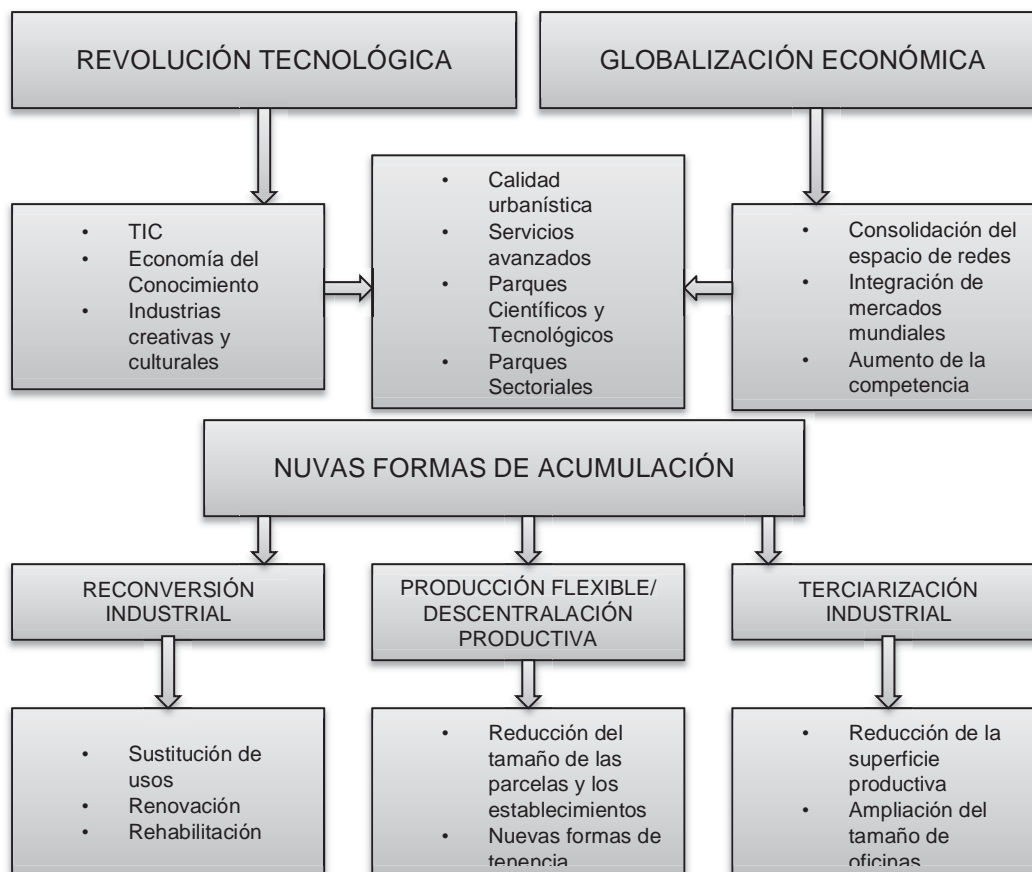 REVOLUCIÓN TECNOLÓGICA
GLOBALIZACIÓN ECONÓMICA
• TIC
• Economía del
Conocimiento
• Industrias
creativas y
culturales
• Calidad
urbanística
• Servicios
avanzados
• Parques
Científicos y
Tecnológicos
• Parques
Sectoriales
• Consolidación del
espacio de redes
• Integración de
mercados
mundiales
• Aumento de la
competencia
NUVAS FORMAS DE ACUMULACIÓN
RECONVERSIÓN
INDUSTRIAL
PRODUCCIÓN FLEXIBLE/
DESCENTRALACIÓN
PRODUCTIVA
TERCIARIZACIÓN
INDUSTRIAL
• Sustitución de
usos
• Renovación
• Rehabilitación
• Reducción del
tamaño de las
parcelas y los
establecimientos
• Nuevas formas de
tenencia
• Reducción de la
superficie
productiva
• Ampliación del
tamaño de
oficinas